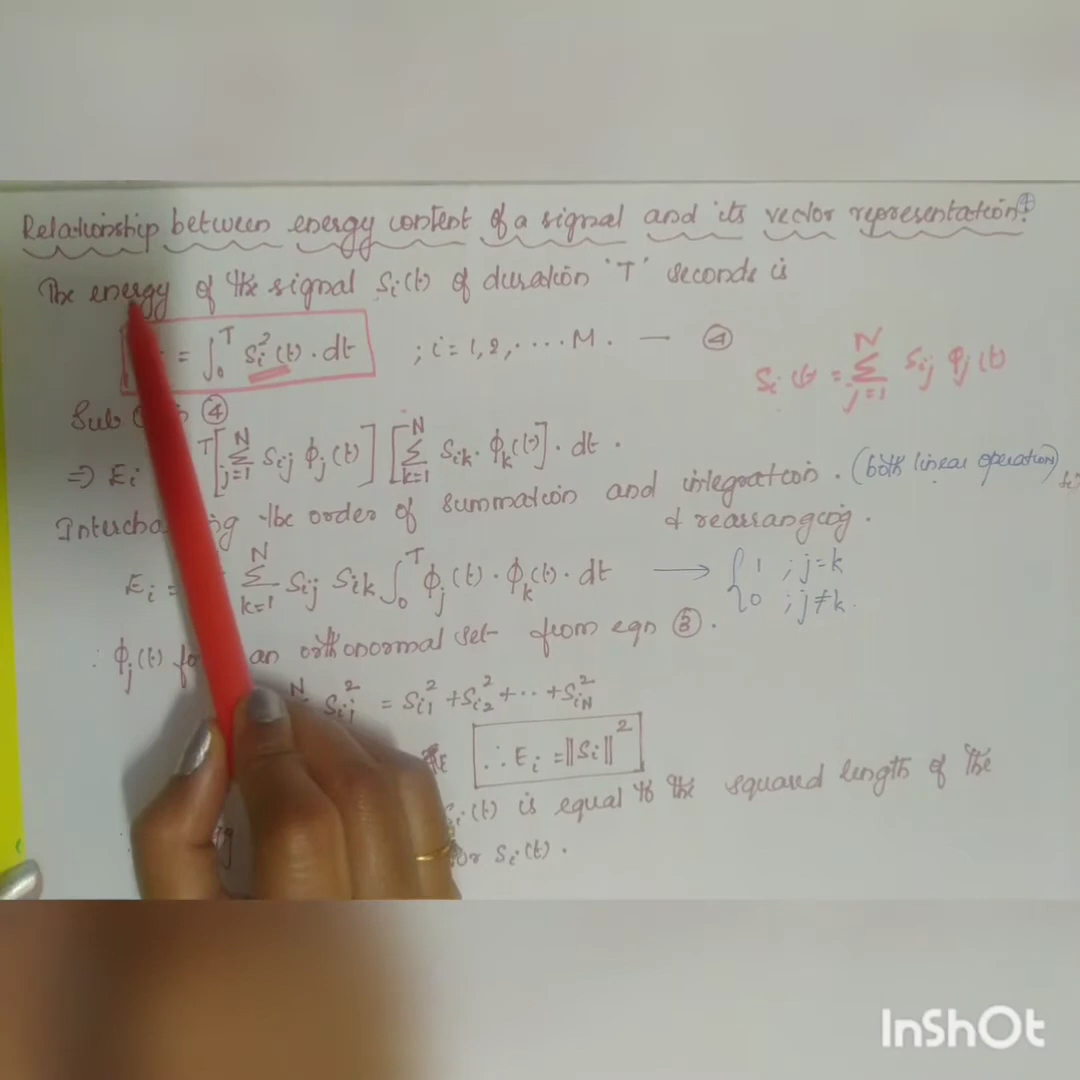 Relationship between energy content of a signal and its vector representation: 4
The energy of the signal Si(t) of duration 'T' seconds is
= ∫₀ᵀ Si²(t) · dt ; i = 1, 2, ···· M. — ④
Si(t) = Σⱼ₌₁ᴺ Sij ϕj(t)
Sub ④
⇒ Ei T [Σⱼ₌₁ᴺ Sij ϕj(t)] [Σₖ₌₁ᴺ Sik · ϕk(t)] · dt ·
the order of summation and integration. (both linear operation)
& rearranging.
Ei = Σₖ₌₁ᴺ Sij Sik ∫₀ᵀ ϕj(t) · ϕk(t) · dt → { 1 ; j=k
0 ; j≠k.
∴ ϕj(t) an orthonormal set from eqn ③.
N Sij² = Si1² + Si2² + ·· + SiN²
∴ Ei = ||Si||²
Si(t) is equal to the squared length of the
Si(t).
InShOt